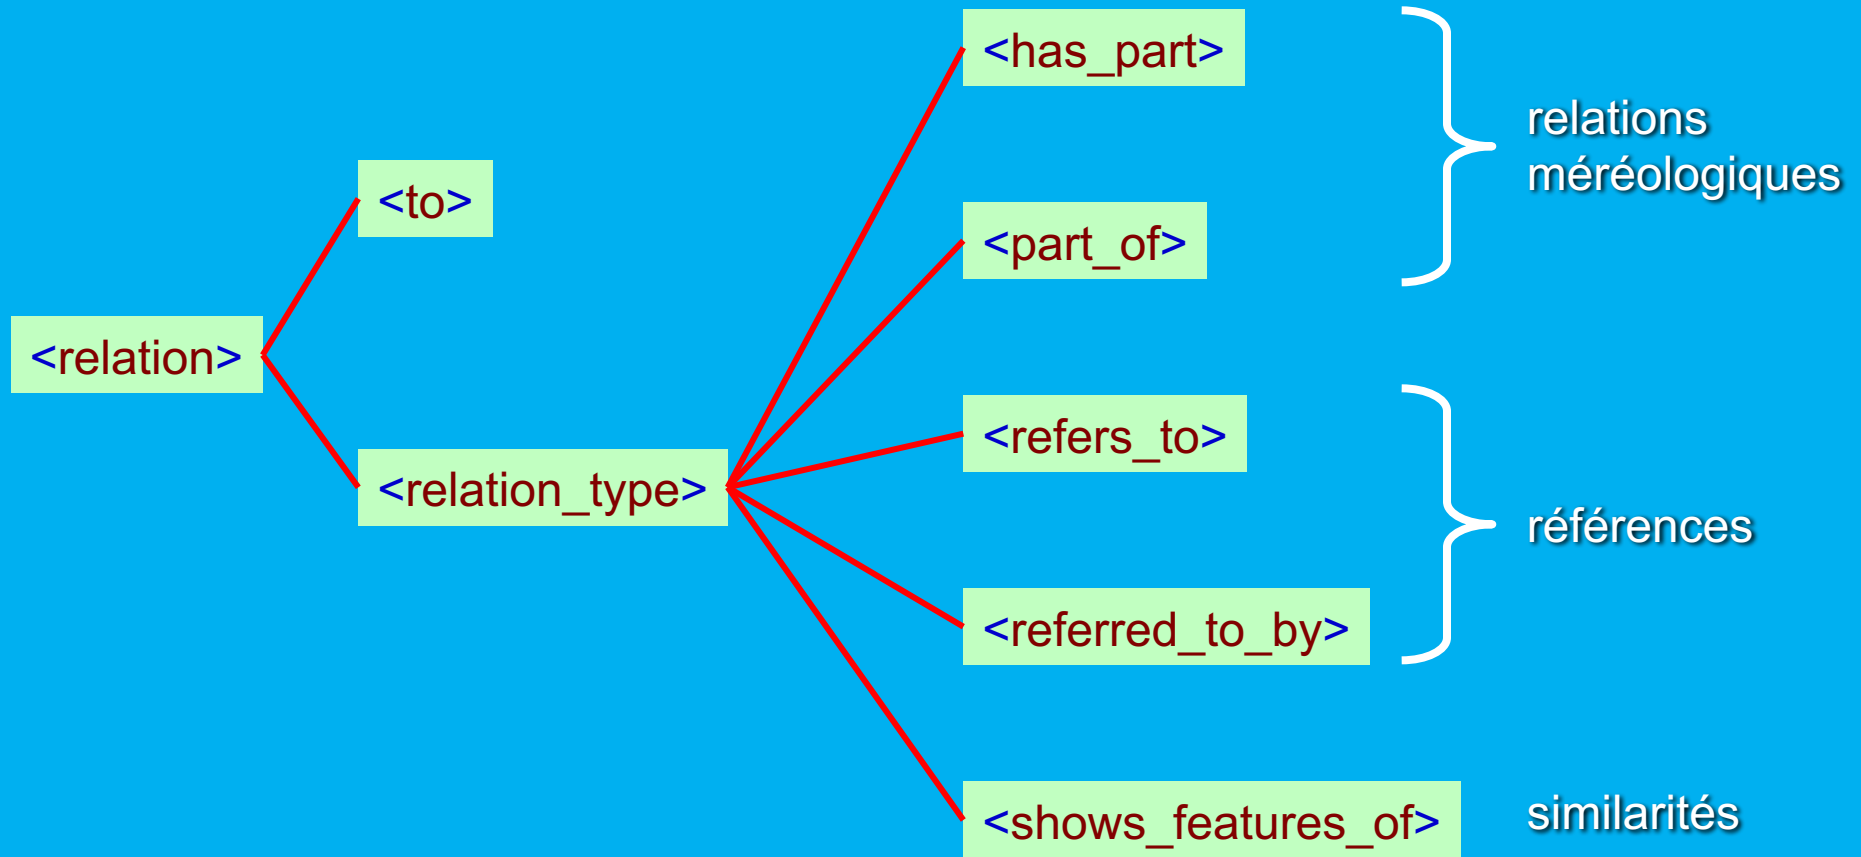 <has_part>
relations
méréologiques
<to>
<part_of>
<relation>
<refers_to>
<relation_type>
références
<referred_to_by>
<shows_features_of>
similarités